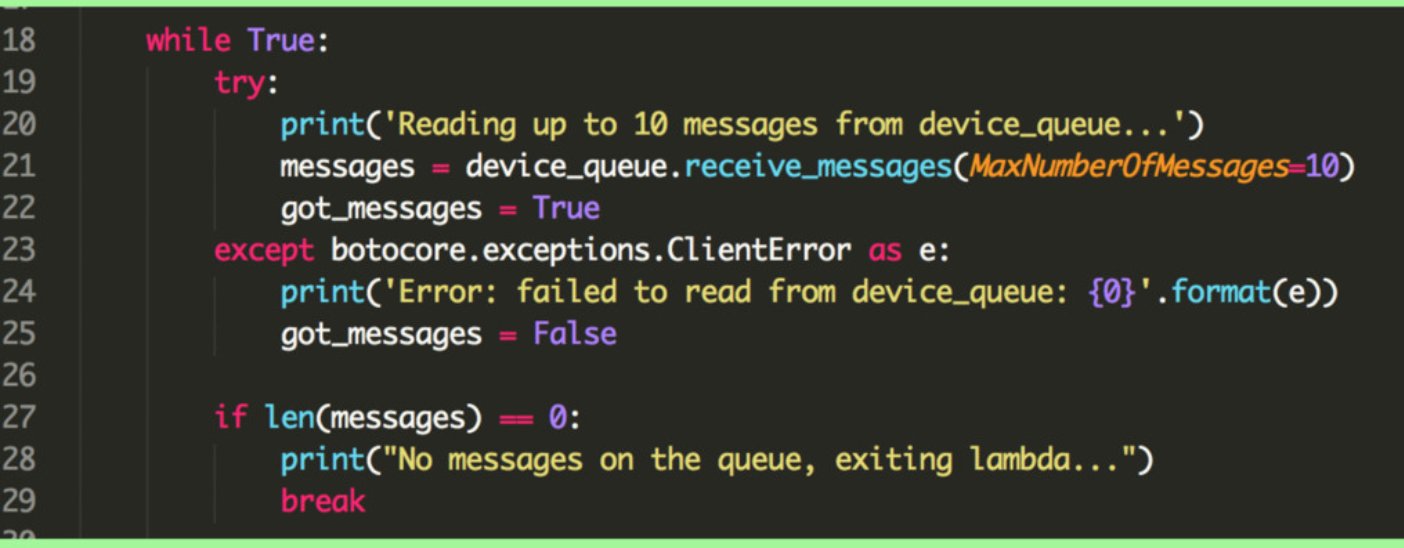 18 while True:
19 try:
20 print('Reading up to 10 messages from device_queue...')
21 messages = device_queue.receive_messages(MaxNumberOfMessages=10)
22 got_messages = True
23 except botocore.exceptions.ClientError as e:
24 print('Error: failed to read from device_queue: {0}'.format(e))
25 got_messages = False
26
27 if len(messages) == 0:
28 print("No messages on the queue, exiting lambda...")
29 break